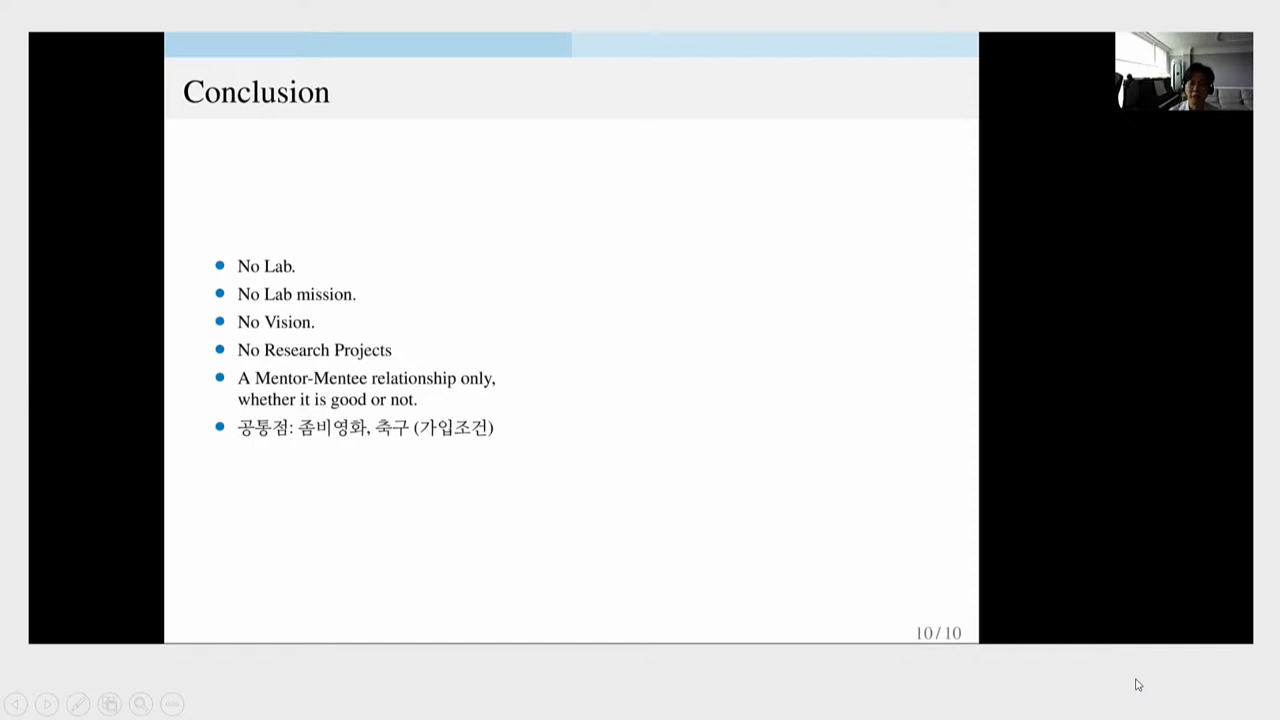 Conclusion
No Lab.
No Lab mission.
No Vision.
No Research Projects
A Mentor-Mentee relationship only,
whether it is good or not.
공통점: 좀비영화, 축구 (가입조건)
10/10